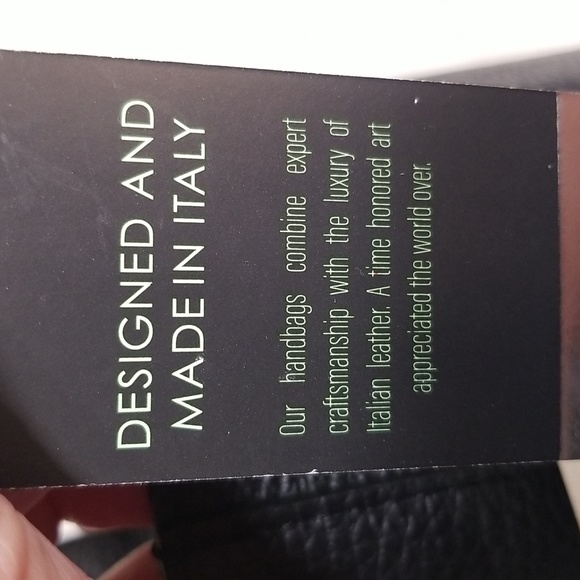 DESIGNED AND
MADE IN ITALY
Our handbags combine expert
craftsmanship with the luxury of
Italian leather. A time honored art
appreciated the world over.